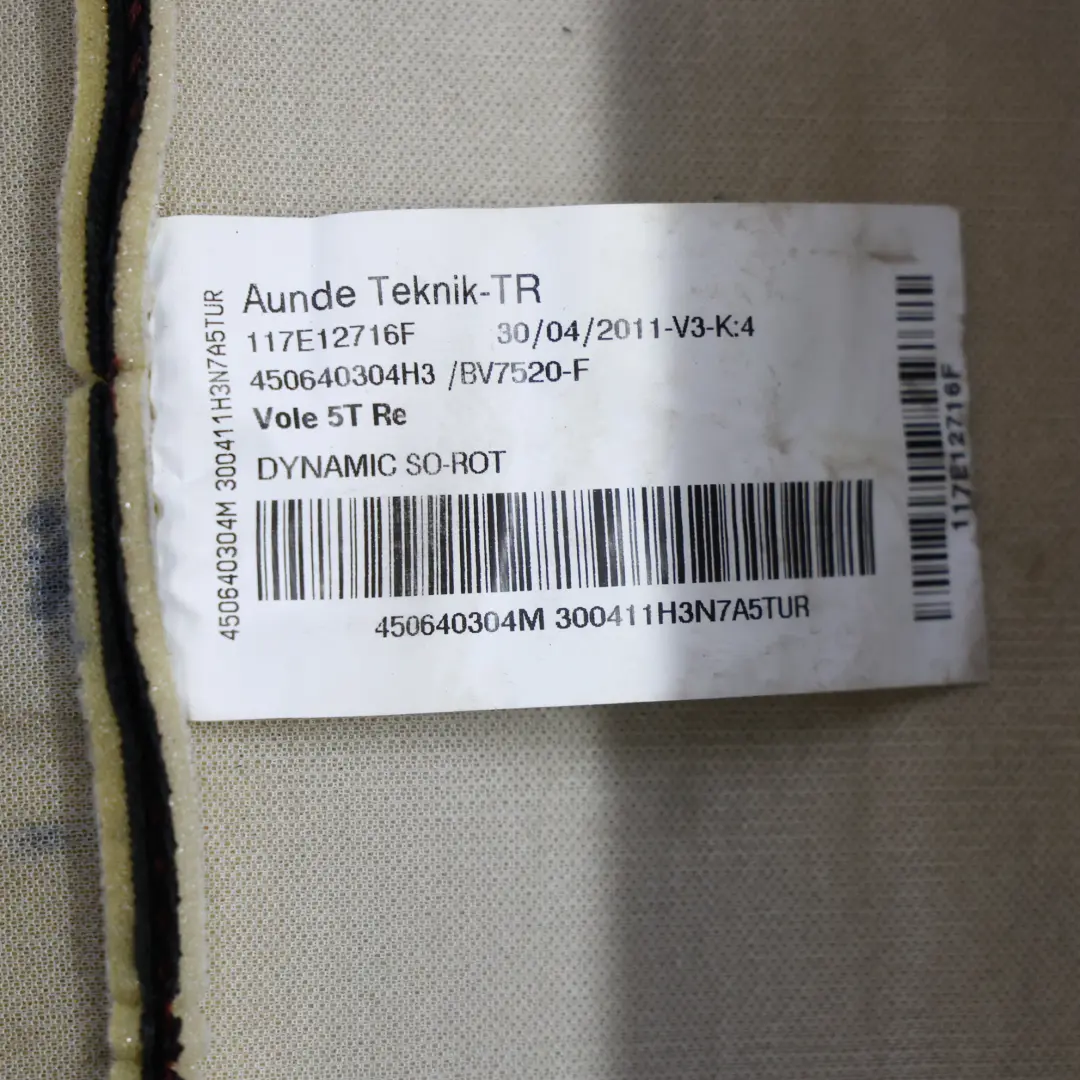 Aunde Teknik-TR
117E12716F 30/04/2011-V3-K:4
450640304H3 /BV7520-F
Vole 5T Re
DYNAMIC SO-ROT
450640304M 300411H3N7A5TUR
450640304M 300411H3N7A5TUR
117E12716F